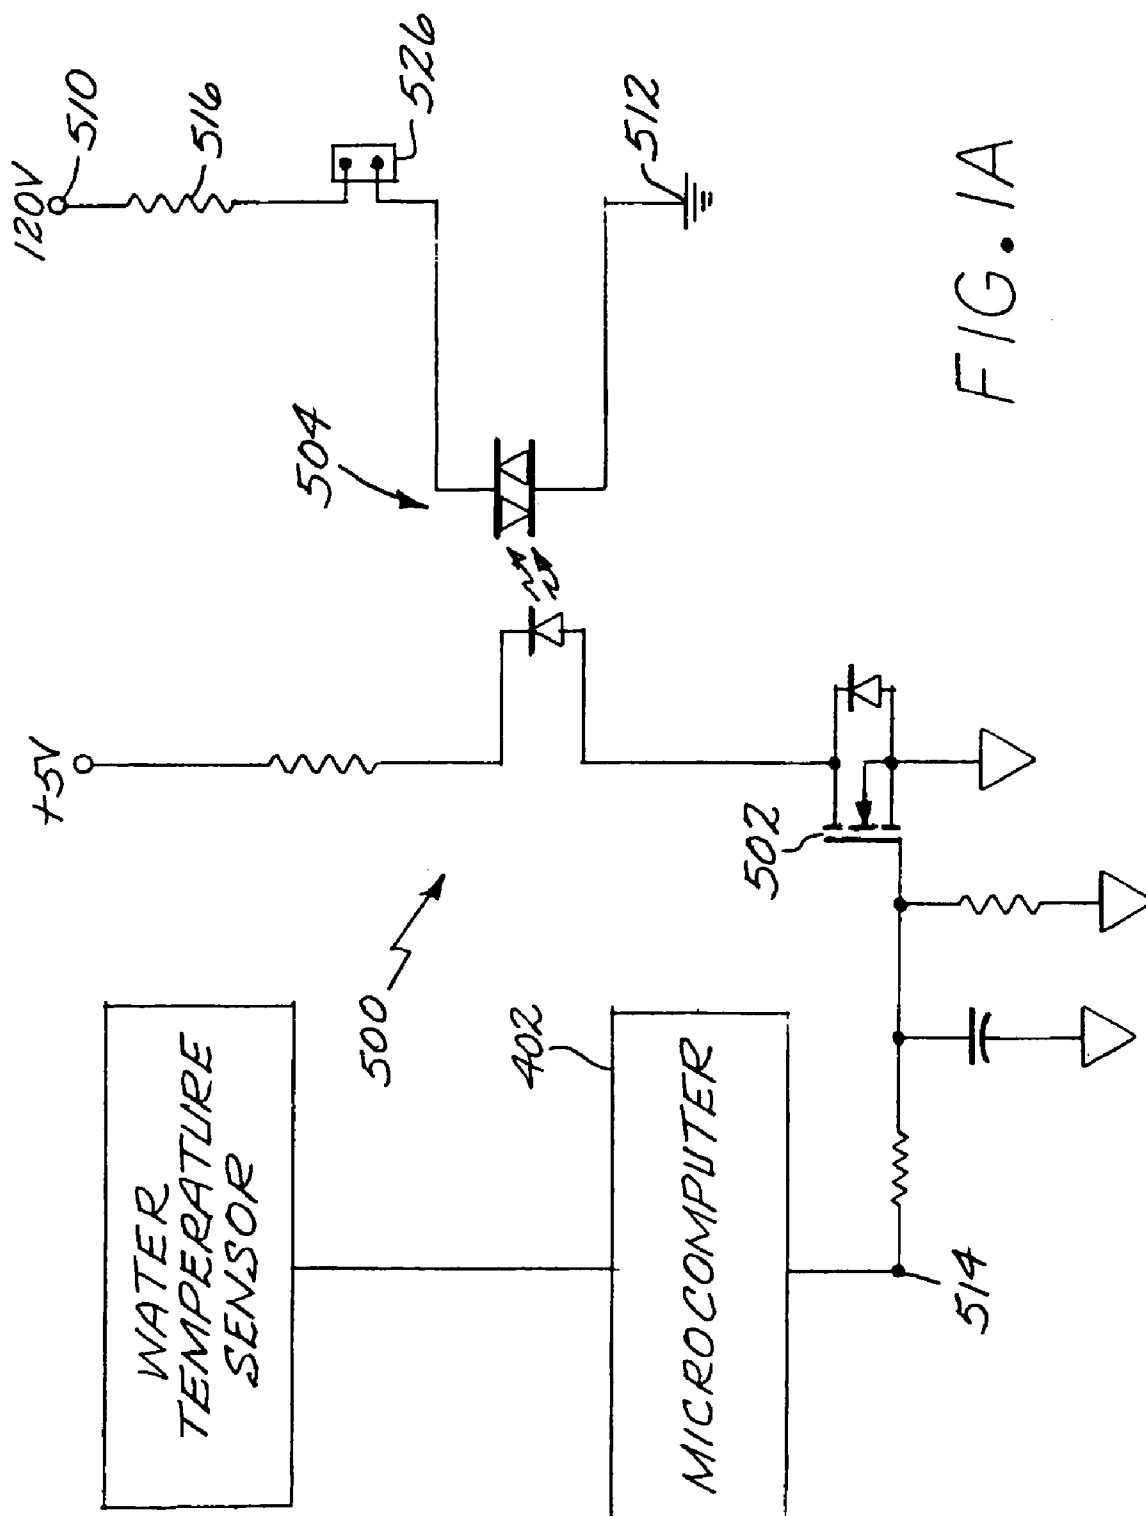 120V
510
516
526
512
504
+5V
502
500
WATER
TEMPERATURE
SENSOR
402
MICROCOMPUTER
514
FIG. 1A